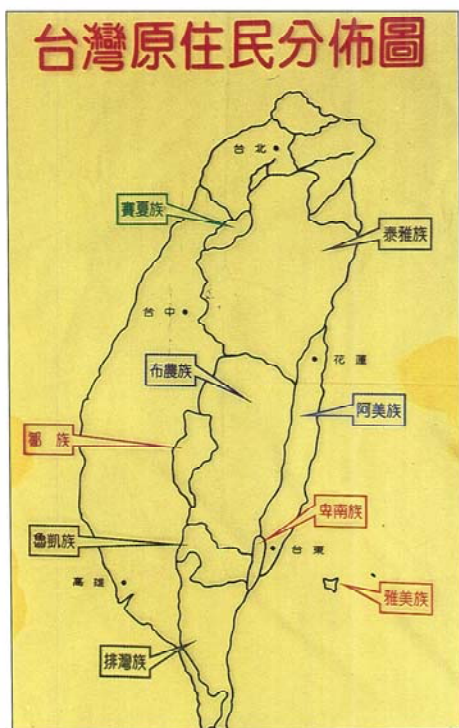 台灣原住民分佈圖
台北
賽夏族
泰雅族
台中
布農族
花蓮
阿美族
鄒族
卑南族
魯凱族
台東
高雄
雅美族
排灣族